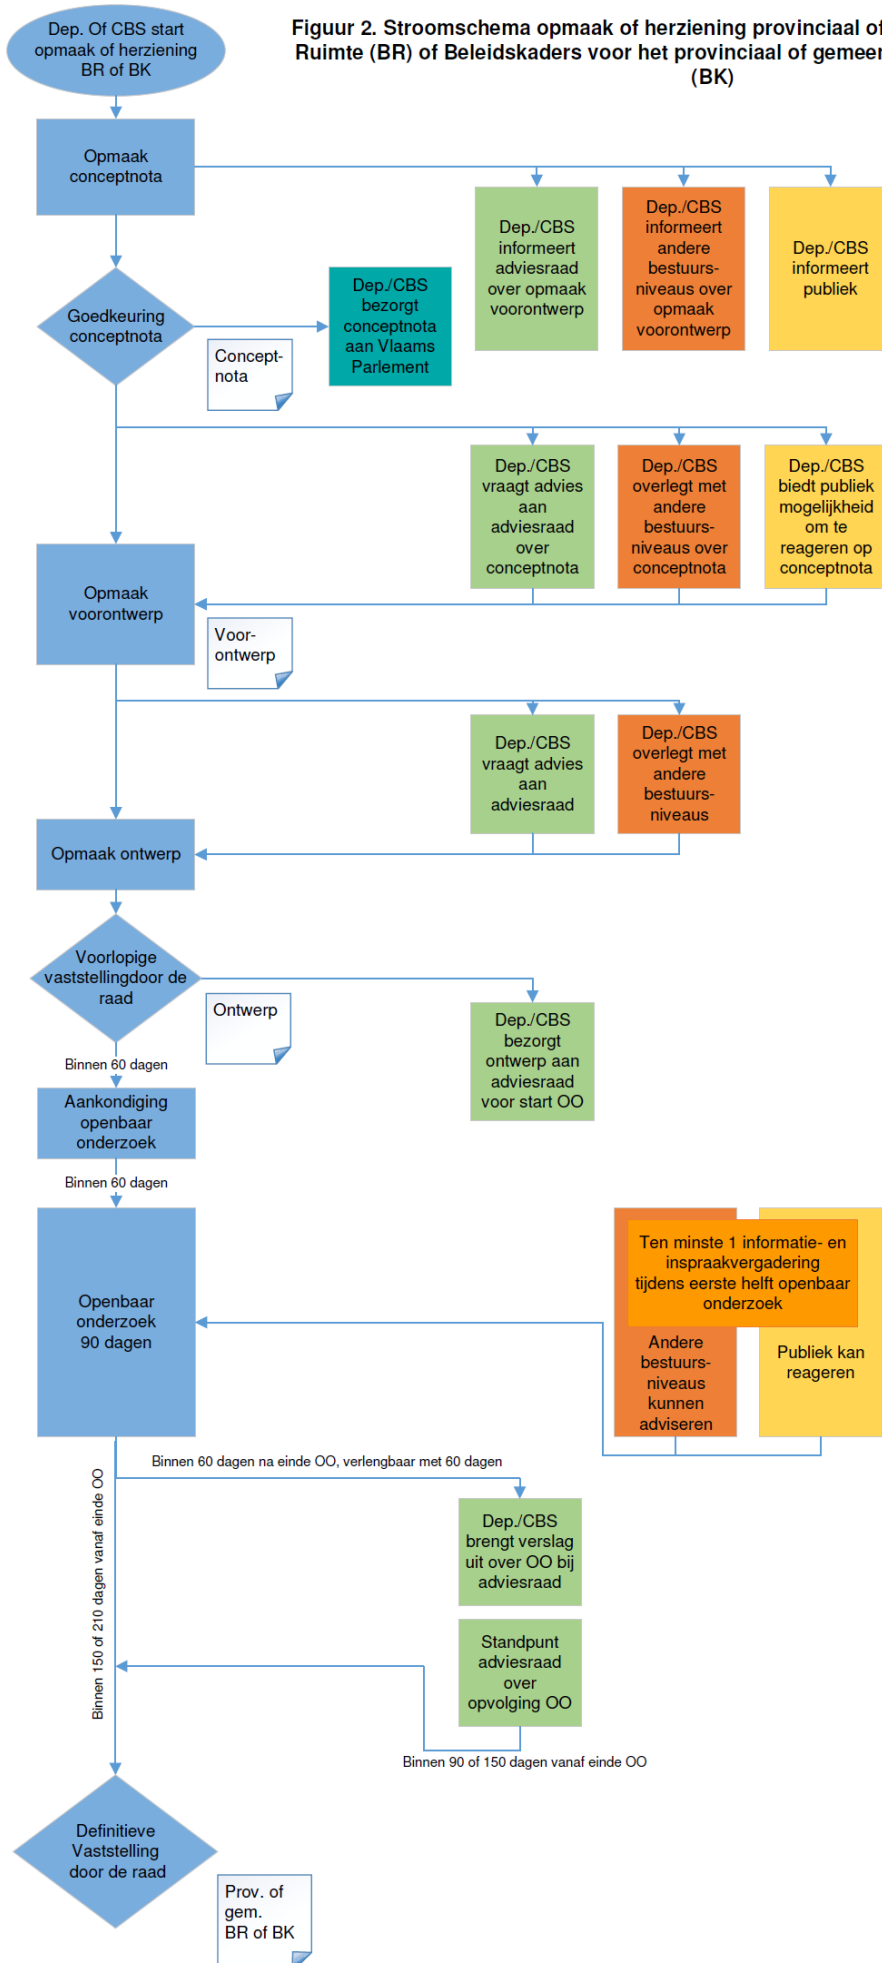 Dep. Of CBS start
opmaak of herziening
BR of BK
Figuur 2. Stroomschema opmaak of herziening provinciaal of
Ruimte (BR) of Beleidskaders voor het provinciaal of gemeen
(BK)
Opmaak
conceptnota
Dep./CBS
informeert
adviesraad
over opmaak
voorontwerp
Dep./CBS
informeert
andere
bestuurs-
niveaus over
opmaak
voorontwerp
Dep./CBS
informeert
publiek
Goedkeuring
conceptnota
Concept-
nota
Dep./CBS
bezorgt
conceptnota
aan Vlaams
Parlement
Dep./CBS
vraagt advies
aan
adviesraad
over
conceptnota
Dep./CBS
overlegt met
andere
bestuurs-
niveaus over
conceptnota
Dep./CBS
biedt publiek
mogelijkheid
om te
reageren op
conceptnota
Opmaak
voorontwerp
Voor-
ontwerp
Dep./CBS
vraagt advies
aan
adviesraad
Dep./CBS
overlegt met
andere
bestuurs-
niveaus
Opmaak ontwerp
Voorlopige
vaststellingdoor de
raad
Ontwerp
Dep./CBS
bezorgt
ontwerp aan
adviesraad
voor start OO
Binnen 60 dagen
Aankondiging
openbaar
onderzoek
Binnen 60 dagen
Openbaar
onderzoek
90 dagen
Ten minste 1 informatie- en
inspraakvergadering
tijdens eerste helft openbaar
onderzoek
Andere
bestuurs-
niveaus
kunnen
adviseren
Publiek kan
reageren
Binnen 60 dagen na einde OO, verlengbaar met 60 dagen
Binnen 150 of 210 dagen vanaf einde OO
Dep./CBS
brengt verslag
uit over OO bij
adviesraad
Standpunt
adviesraad
over
opvolging OO
Binnen 90 of 150 dagen vanaf einde OO
Definitieve
Vaststelling
door de raad
Prov. of
gem.
BR of BK